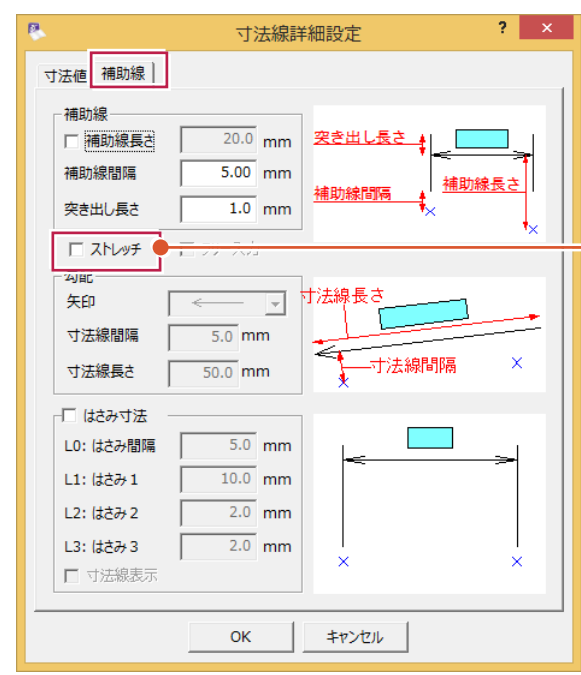 寸法線詳細設定
? ×
寸法値 補助線
補助線
補助線長さ 20.0 mm
補助線間隔 5.00 mm
突き出し長さ 1.0 mm
突き出し長さ
補助線長さ
補助線間隔
ストレッチ
勾配
矢印
寸法線間隔 5.0 mm
寸法線長さ 50.0 mm
寸法線長さ
寸法線間隔
はさみ寸法
L0: はさみ間隔 5.0 mm
L1: はさみ1 10.0 mm
L2: はさみ2 2.0 mm
L3: はさみ3 2.0 mm
寸法線表示
OK キャンセル